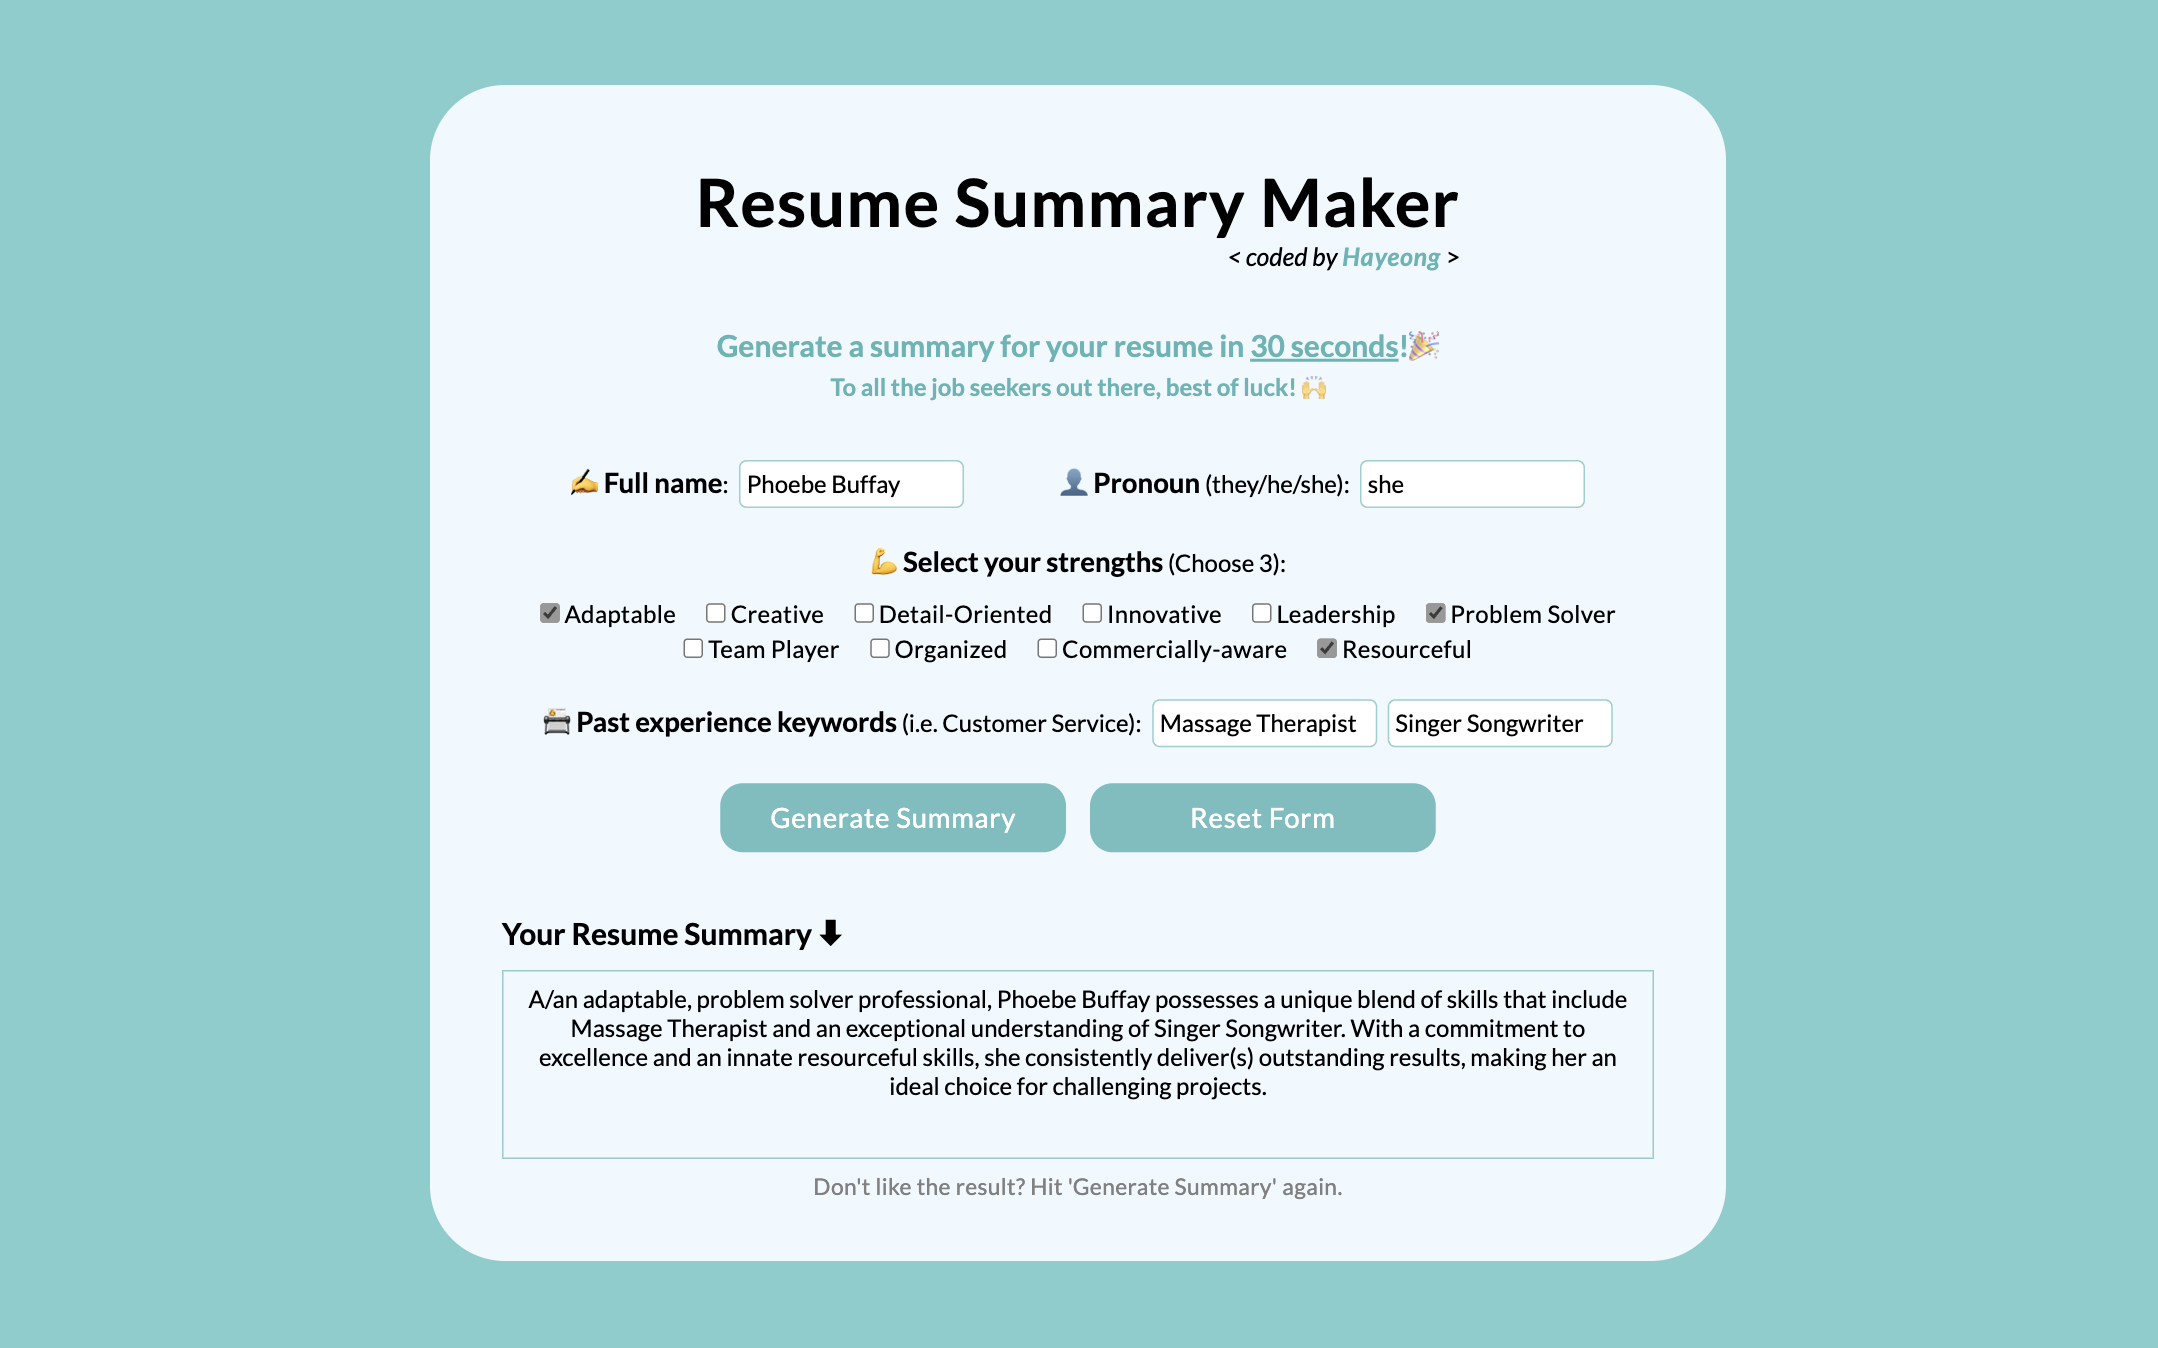 Resume Summary Maker
< coded by Hayeong >
Generate a summary for your resume in 30 seconds!🎉
To all the job seekers out there, best of luck! 🙌
✍️ Full name: Phoebe Buffay 👤 Pronoun (they/he/she): she
💪 Select your strengths (Choose 3):
Adaptable Creative Detail-Oriented Innovative Leadership Problem Solver
Team Player Organized Commercially-aware Resourceful
Past experience keywords (i.e. Customer Service): Massage Therapist Singer Songwriter
Generate Summary Reset Form
Your Resume Summary ⬇
A/an adaptable, problem solver professional, Phoebe Buffay possesses a unique blend of skills that include
Massage Therapist and an exceptional understanding of Singer Songwriter. With a commitment to
excellence and an innate resourceful skills, she consistently deliver(s) outstanding results, making her an
ideal choice for challenging projects.
Don't like the result? Hit 'Generate Summary' again.